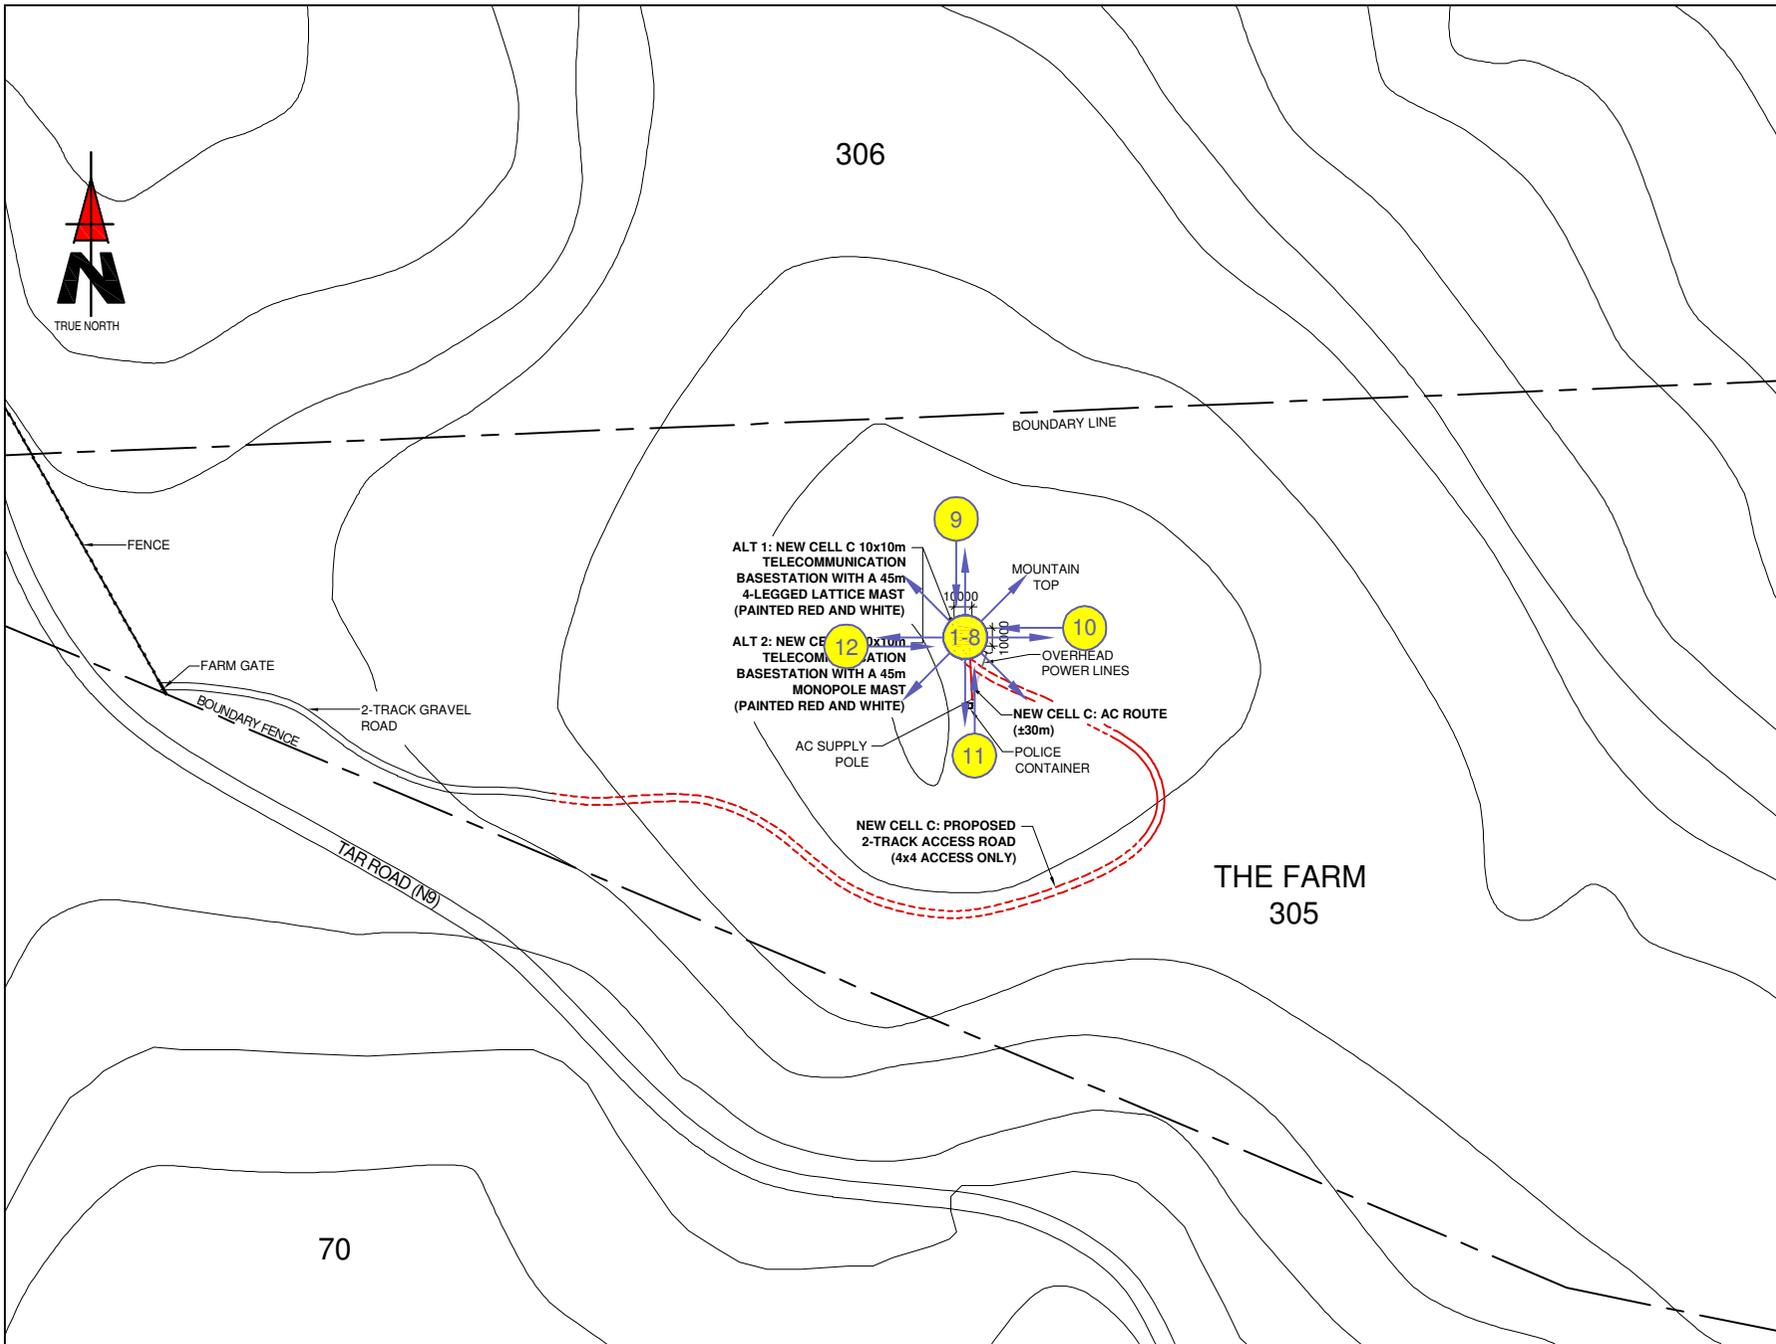 306
N
TRUE NORTH
BOUNDARY LINE
FENCE
9
ALT 1: NEW CELL C 10x10m
TELECOMMUNICATION
BASESTATION WITH A 45m
4-LEGGED LATTICE MAST
(PAINTED RED AND WHITE)
MOUNTAIN
TOP
10000
10
1-8
10000
12
ALT 2: NEW
TELECOM
BASESTATION WITH A 45m
MONOPOLE MAST
(PAINTED RED AND WHITE)
OVERHEAD
POWER LINES
FARM GATE
BOUNDARY FENCE
2-TRACK GRAVEL
ROAD
NEW CELL C: AC ROUTE
(±30m)
AC SUPPLY
POLE
11
POLICE
CONTAINER
NEW CELL C: PROPOSED
2-TRACK ACCESS ROAD
(4x4 ACCESS ONLY)
TAR ROAD (N9)
THE FARM
305
70